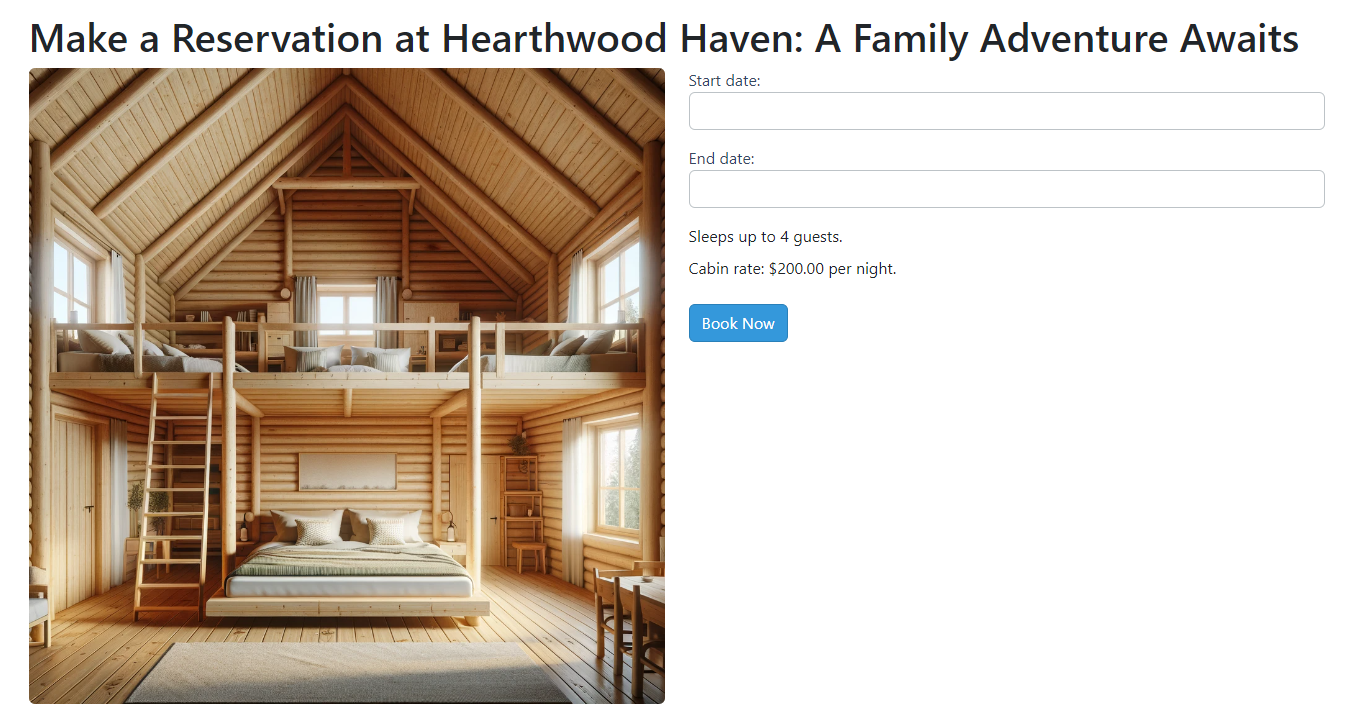 Make a Reservation at Hearthwood Haven: A Family Adventure Awaits
Start date:
End date:
Sleeps up to 4 guests.
Cabin rate: $200.00 per night.
Book Now